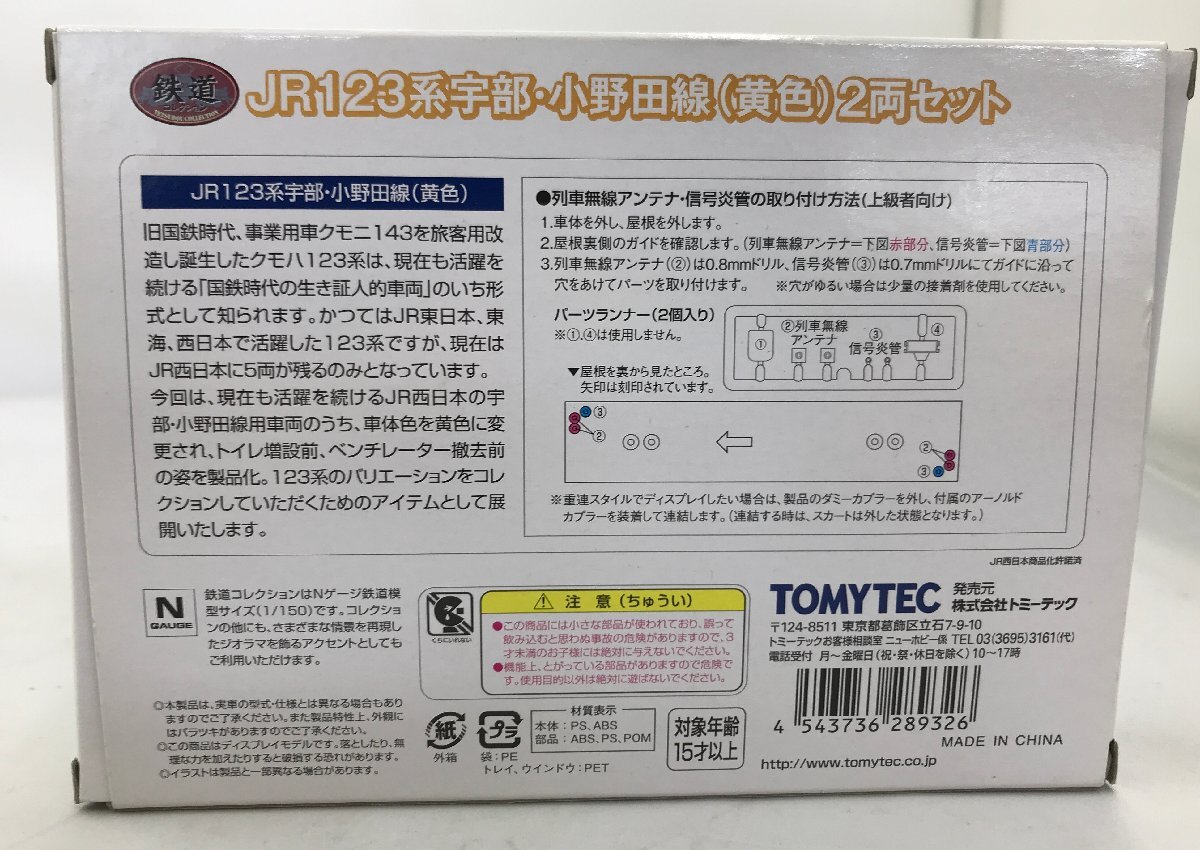 鉄道
コレクション
TETSUDOU COLLECTION
JR123系宇部・小野田線(黄色)2両セット
JR123系宇部・小野田線(黄色)
旧国鉄時代、事業用車クモニ143を旅客用改
造し誕生したクモハ123系は、現在も活躍を
続ける「国鉄時代の生き証人的車両」のいち形
式として知られます。かつてはJR東日本、東
海、西日本で活躍した123系ですが、現在は
JR西日本に5両が残るのみとなっています。
今回は、現在も活躍を続けるJR西日本の宇
部・小野田線用車両のうち、車体色を黄色に変
更され、トイレ増設前、ベンチレーター撤去前
の姿を製品化。123系のバリエーションをコレ
クションしていただくためのアイテムとして展
開いたします。
●列車無線アンテナ・信号炎管の取り付け方法(上級者向け)
1.車体を外し、屋根を外します。
2.屋根裏側のガイドを確認します。(列車無線アンテナ=下図赤部分、信号炎管=下図青部分)
3.列車無線アンテナ(②)は0.8mmドリル、信号炎管(③)は0.7mmドリルにてガイドに沿って
穴をあけてパーツを取り付けます。 ※穴がゆるい場合は少量の接着剤を使用してください。
パーツランナー(2個入り)
※①、④は使用しません。
①
②列車無線
アンテナ
③
信号炎管
④
▼屋根を裏から見たところ。
矢印は刻印されています。
③
②
②
③
※重連スタイルでディスプレイしたい場合は、製品のダミーカプラーを外し、付属のアーノルド
カプラーを装着して連結します。(連結する時は、スカートは外した状態となります。)
JR西日本商品化許諾済
N
GAUGE
鉄道コレクションはNゲージ鉄道模
型サイズ(1/150)です。コレクショ
ンの他にも、さまざまな情景を再現し
たジオラマを飾るアクセントとしても
ご利用いただけます。
くちにいれない
⚠ 注 意(ちゅうい)
●この商品には小さな部品が使われており、誤って
飲み込むと思わぬ事故の危険がありますので、3
才未満のお子様には絶対に与えないでください。
●機能上、とがっている部品がありますので危険で
す。使用目的以外は絶対に遊ばないでください。
TOMYTEC 発売元
株式会社トミーテック
〒124-8511 東京都葛飾区立石7-9-10
トミーテックお客様相談室 ニューホビー係 TEL 03(3695)3161(代)
電話受付 月〜金曜日(祝・祭・休日を除く)10〜17時
4 543736 289326
MADE IN CHINA
http://www.tomytec.co.jp
◎本製品は、実車の型式・仕様とは異なる場合もあり
ますのでご了承ください。また製品特性上、外観に
はバラツキがありますのでご了承ください。
◎この商品はディスプレイモデルです。落としたり、無
理な力を加えたりすると破損する恐れがあります。
◎イラストは製品と一部異なる場合があります。
紙
外箱
プラ
袋:PE
トレイ、ウインドウ:PET
材質表示
本体:PS、ABS
部品:ABS、PS、POM
対象年齢
15才以上